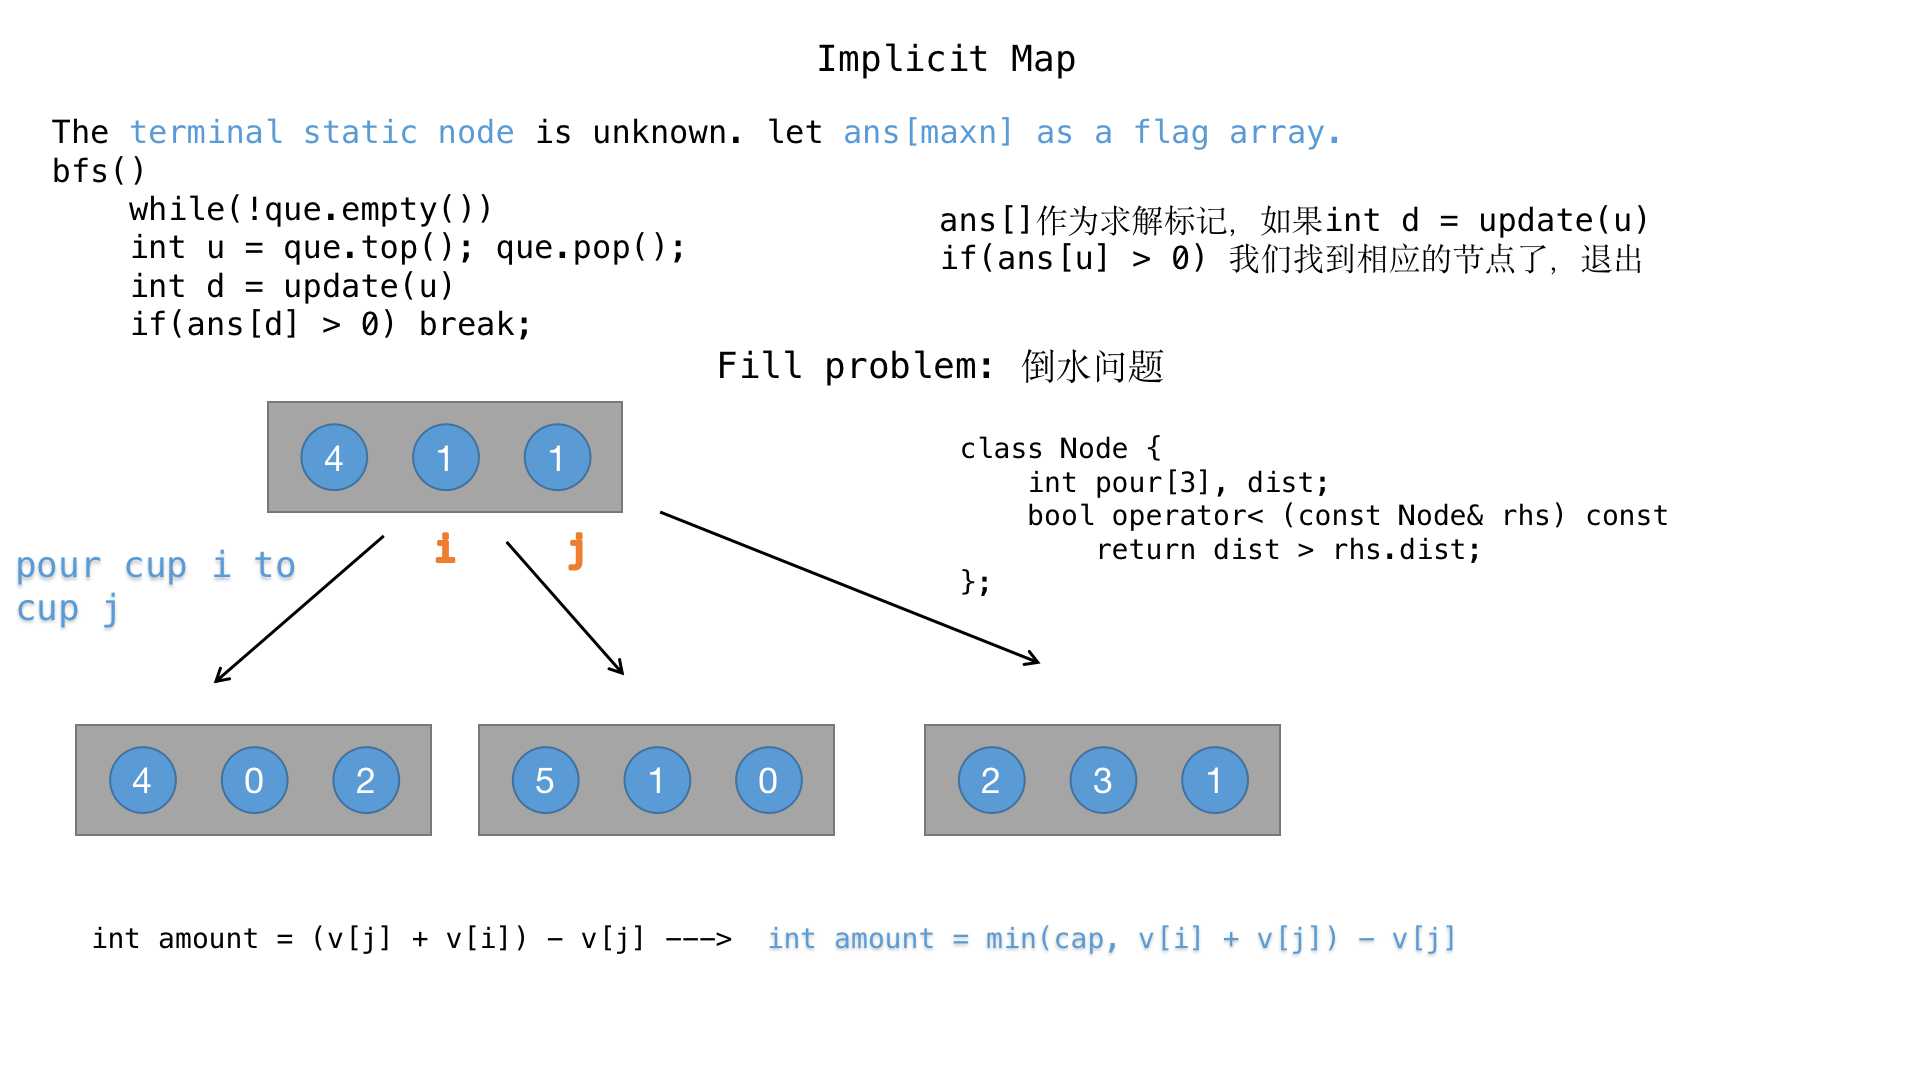 Implicit Map
The terminal static node is unknown. let ans[maxn] as a flag array.
bfs()
while(!que.empty())
int u = que.top(); que.pop();
int d = update(u)
if(ans[d] > 0) break;
ans[]作为求解标记, 如果int d = update(u)
if(ans[u] > 0) 我们找到相应的节点了, 退出
Fill problem: 倒水问题
4 1 1
i j
pour cup i to
cup j
class Node {
int pour[3], dist;
bool operator< (const Node& rhs) const
return dist > rhs.dist;
};
4 0 2
5 1 0
2 3 1
int amount = (v[j] + v[i]) - v[j] ---> int amount = min(cap, v[i] + v[j]) - v[j]